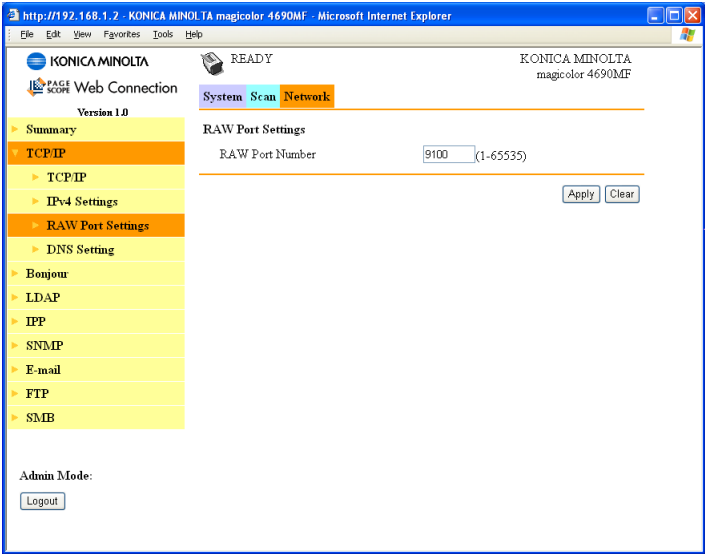 http://192.168.1.2 - KONICA MINOLTA magicolor 4690MF - Microsoft Internet Explorer
File Edit View Favorites Tools Help
KONICA MINOLTA
PAGE SCOPE Web Connection
Version 1.0
READY
KONICA MINOLTA
magicolor 4690MF
System Scan Network
Summary
TCP/IP
TCP/IP
IPv4 Settings
RAW Port Settings
DNS Setting
Bonjour
LDAP
IPP
SNMP
E-mail
FTP
SMB
Admin Mode:
Logout
RAW Port Settings
RAW Port Number 9100 (1-65535)
Apply Clear